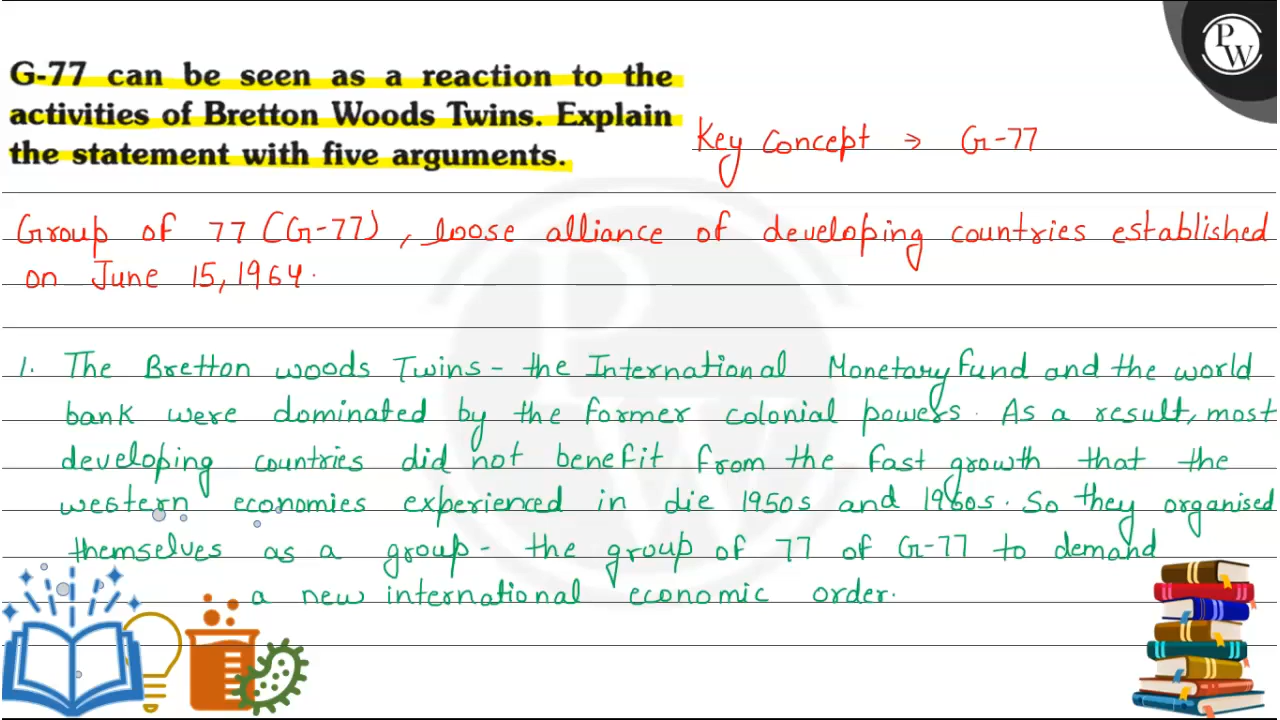 G-77 can be seen as a reaction to the
activities of Bretton Woods Twins. Explain
the statement with five arguments.
Key Concept → G-77
PW
Group of 77 (G-77), loose alliance of developing countries established
on June 15, 1964.
1. The Bretton woods Twins - the International Monetary Fund and the world
bank were dominated by the former colonial powers. As a result, most
developing countries did not benefit from the fast growth that the
western economies experienced in die 1950s and 1960s. So they organised
themselves as a group - the group of 77 of G-77 to demand
a new international economic order.